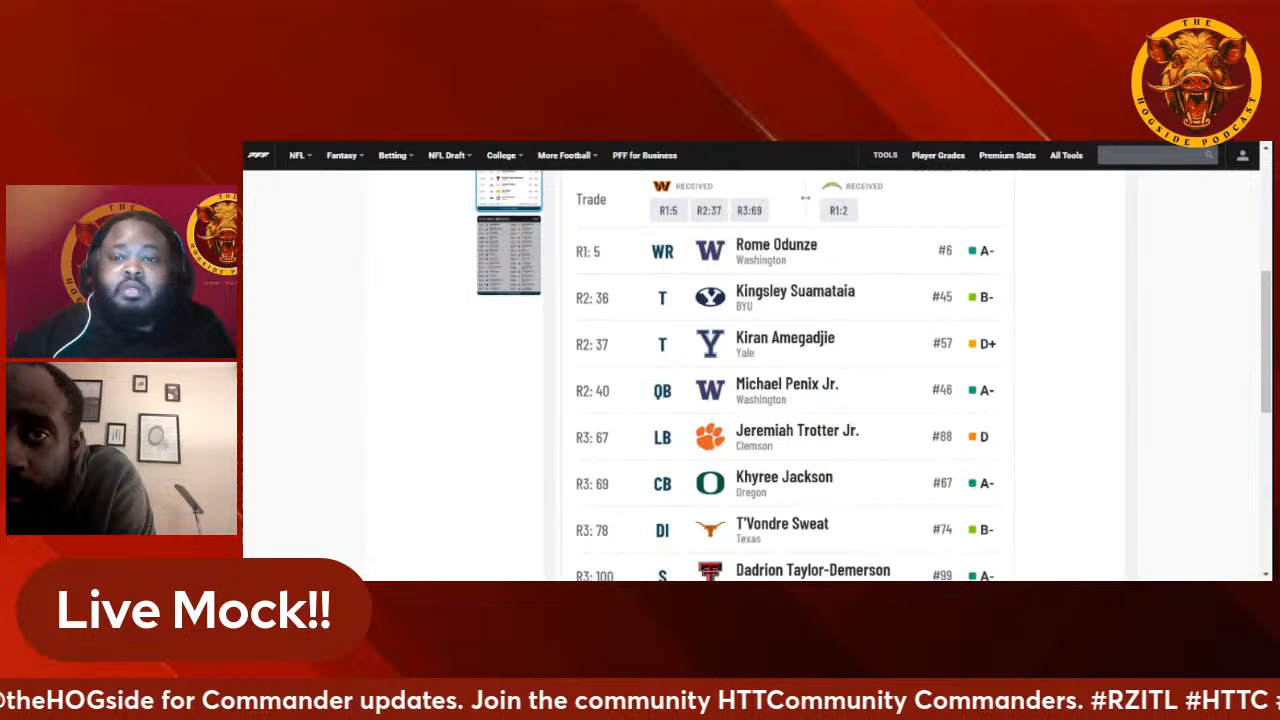 THE
HOGSIDE PODCAST
PFF NFL Fantasy Betting NFL Draft College More Football PFF for Business TOOLS Player Grades Premium Stats All Tools
Trade
RECEIVED
R1:5 R2:37 R3:69
RECEIVED
R1:2
R1: 5 WR W Rome Odunze #6 A-
Washington
R2: 36 T Y Kingsley Suamataia #45 B-
BYU
R2: 37 T Y Kiran Amegadjie #57 D+
Yale
R2: 40 QB W Michael Penix Jr. #46 A-
Washington
R3: 67 LB Jeremiah Trotter Jr. #88 D
Clemson
R3: 69 CB O Khyree Jackson #67 A-
Oregon
R3: 78 DI T'Vondre Sweat #74 B-
Texas
R3: 100 S T Dadrion Taylor-Demerson #99 A-
THE
THE
Live Mock!!
@theHOGside for Commander updates. Join the community HTTCommunity Commanders. #RZITL #HTTC